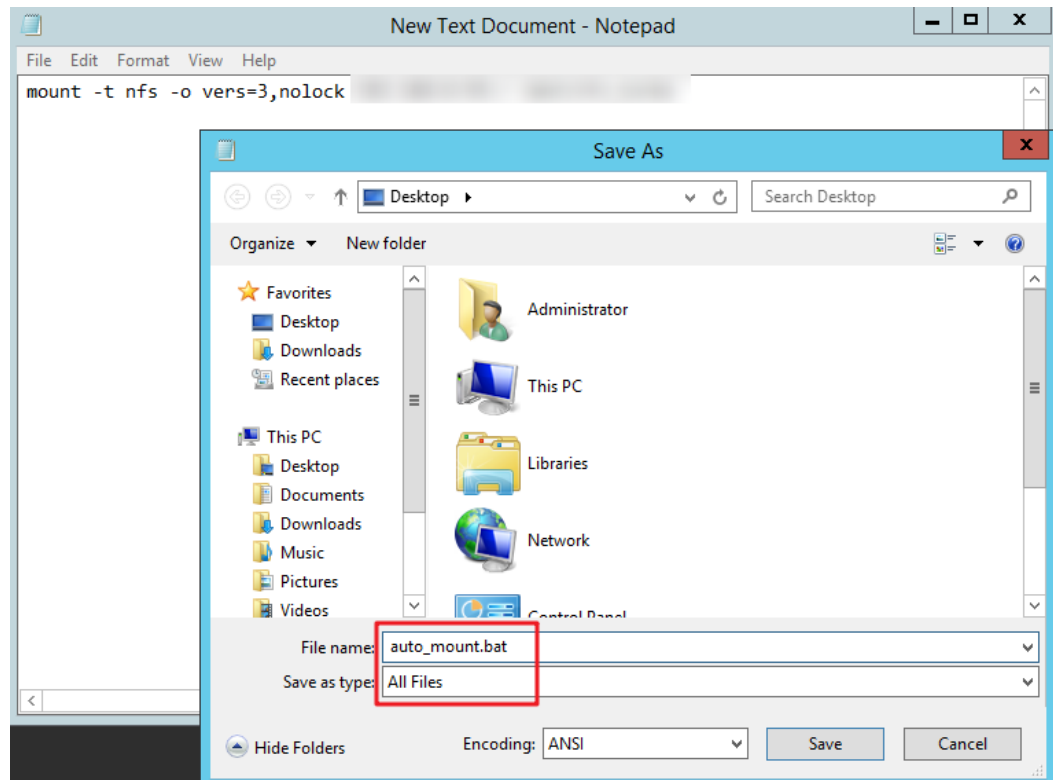 New Text Document - Notepad
File Edit Format View Help
mount -t nfs -o vers=3,nolock
Save As
Desktop
Search Desktop
Organize New folder
Favorites
Desktop
Downloads
Recent places
This PC
Desktop
Documents
Downloads
Music
Pictures
Videos
Administrator
This PC
Libraries
Network
Control Panel
File name: auto_mount.bat
Save as type: All Files
Hide Folders
Encoding: ANSI
Save
Cancel